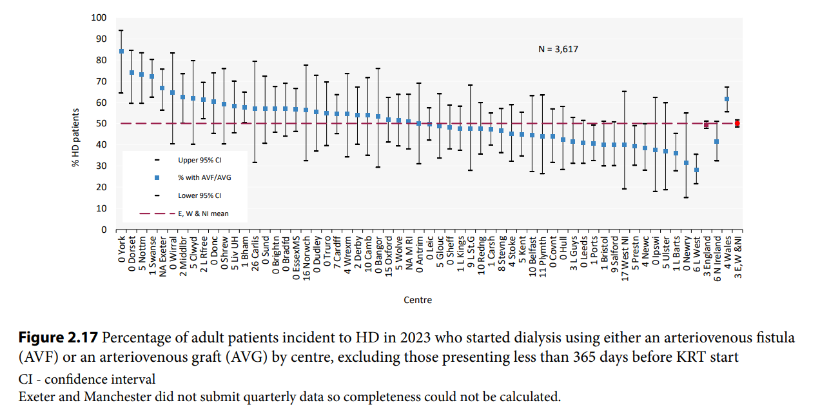 100
90
80
70
60
50
40
30
20
10
0
% HD patients
N = 3,617
Upper 95% CI
% with AVF/AVG
Lower 95% CI
E, W & NI mean
0 York
0 Dorset
5 Nottm
1 Swanse
NA Exeter
0 Wirral
2 Middlbr
5 Clwyd
2 L Rfree
0 Donc
0 Shrew
5 Liv UH
1 Bham
26 Carlis
0 Sund
0 Brightn
0 Bradfd
0 EssexMS
16 Norwch
0 Dudley
0 Truro
7 Cardff
4 Wrexm
2 Derby
10 Camb
0 Bangor
15 Oxford
5 Wolve
NA M RI
0 Antrim
0 Leic
5 Glouc
0 Sheff
1 L Kings
9 L St.G
10 Redng
1 Carsh
8 Stevng
4 Stoke
5 Kent
10 Belfast
11 Plymth
0 Covnt
0 Hull
3 L Guys
0 Leeds
1 Ports
1 Bristol
9 Salford
17 West NI
5 Prestn
4 Newc
0 Ipswi
5 Ulster
1 L Barts
0 Newry
6 L West
3 England
6 N Ireland
4 Wales
3 E,W &NI
Centre
Figure 2.17 Percentage of adult patients incident to HD in 2023 who started dialysis using either an arteriovenous fistula
(AVF) or an arteriovenous graft (AVG) by centre, excluding those presenting less than 365 days before KRT start
CI - confidence interval
Exeter and Manchester did not submit quarterly data so completeness could not be calculated.